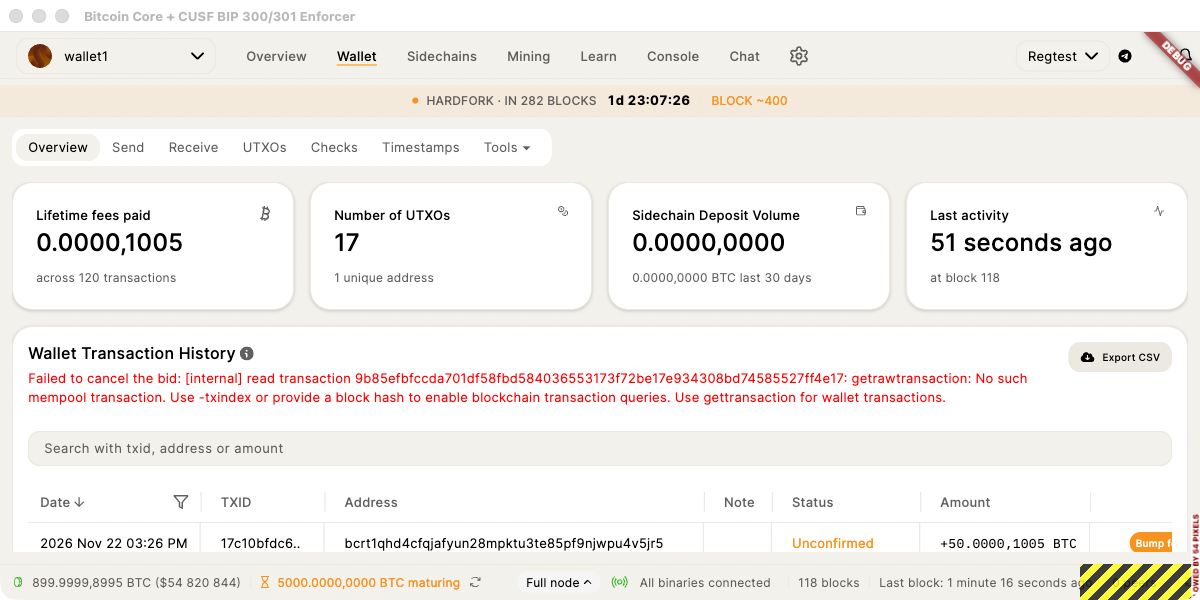 Bitcoin Core + CUSF BIP 300/301 Enforcer
wallet1
Overview
Wallet
Sidechains
Mining
Learn
Console
Chat
Regtest
DEBUG
HARDFORK · IN 282 BLOCKS 1d 23:07:26 BLOCK ~400
Overview
Send
Receive
UTXOs
Checks
Timestamps
Tools
Lifetime fees paid
0.0000,1005
across 120 transactions
Number of UTXOs
17
1 unique address
Sidechain Deposit Volume
0.0000,0000
0.0000,0000 BTC last 30 days
Last activity
51 seconds ago
at block 118
Wallet Transaction History
Export CSV
Failed to cancel the bid: [internal] read transaction 9b85efbfccda701df58fbd584036553173f72be17e934308bd74585527ff4e17: getrawtransaction: No such
mempool transaction. Use -txindex or provide a block hash to enable blockchain transaction queries. Use gettransaction for wallet transactions.
Search with txid, address or amount
Date
TXID
Address
Note
Status
Amount
2026 Nov 22 03:26 PM
17c10bfdc6..
bcrt1qhd4cfqjafyun28mpktu3te85pf9njwpu4v5jr5
Unconfirmed
+50.0000,1005 BTC
Bump
899.9999,8995 BTC ($54 820 844)
5000.0000,0000 BTC maturing
Full node
All binaries connected
118 blocks
Last block: 1 minute 16 seconds
OWED BY 54 PIXELS